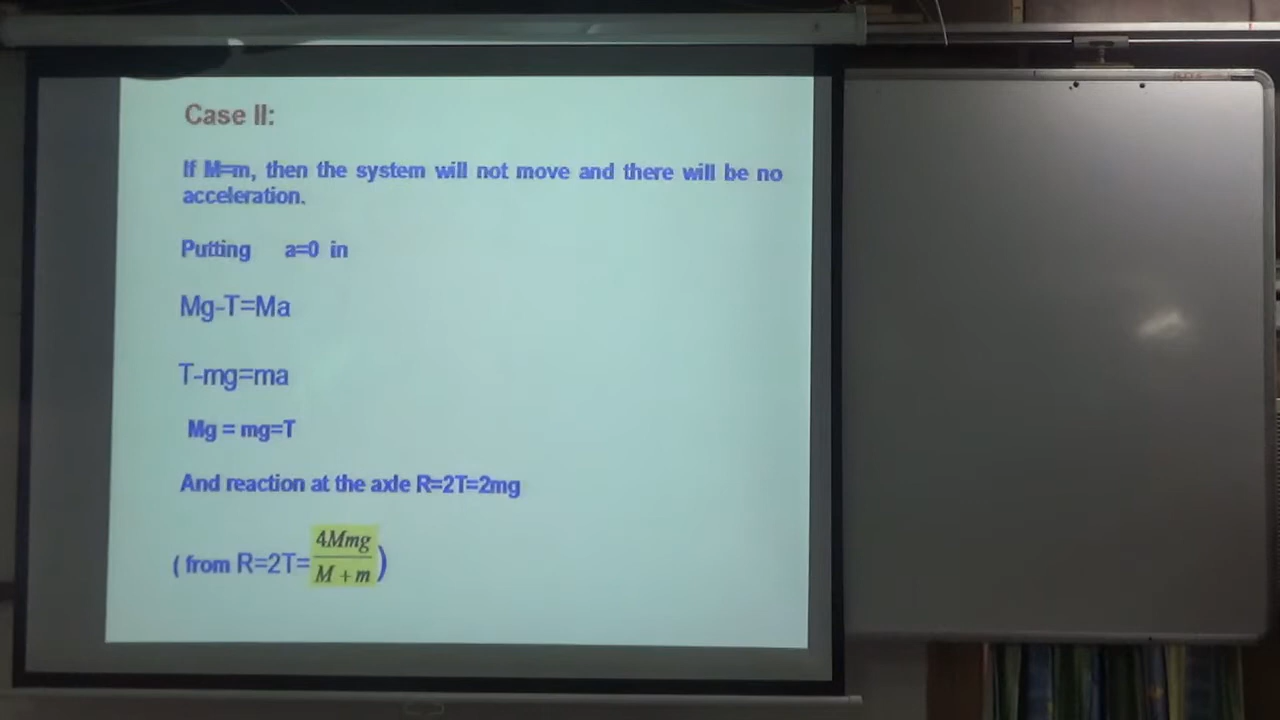 Case II:
If M=m, then the system will not move and there will be no
acceleration.
Putting a=0 in
Mg-T=Ma
T-mg=ma
Mg = mg=T
And reaction at the axle R=2T=2mg
( from R=2T= 4Mmg / M + m )